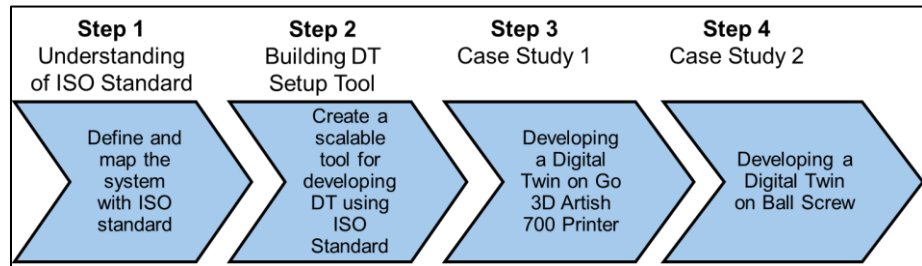 Step 1
Understanding
of ISO Standard
Step 2
Building DT
Setup Tool
Step 3
Case Study 1
Step 4
Case Study 2
Define and
map the
system
with ISO
standard
Create a
scalable
tool for
developing
DT using
ISO
Standard
Developing
a Digital
Twin on Go
3D Artish
700 Printer
Developing a
Digital Twin
on Ball Screw